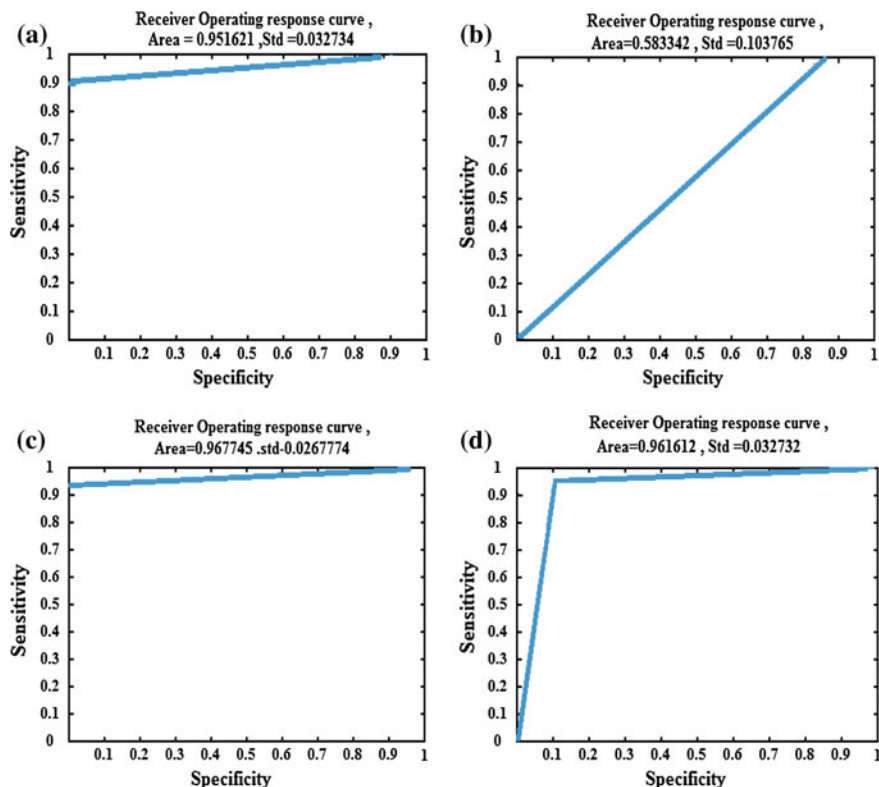 (a)
Receiver Operating response curve ,
Area = 0.951621 ,Std =0.032734
1
0.9
0.8
0.7
0.6
0.5
0.4
0.3
0.2
0.1
0
Sensitivity
0.1 0.2 0.3 0.4 0.5 0.6 0.7 0.8 0.9 1
Specificity
(b)
Receiver Operating response curve ,
Area=0.583342 , Std =0.103765
1
0.9
0.8
0.7
0.6
0.5
0.4
0.3
0.2
0.1
0
Sensitivity
0.1 0.2 0.3 0.4 0.5 0.6 0.7 0.8 0.9 1
Specificity
(c)
Receiver Operating response curve ,
Area=0.967745 .std-0.0267774
1
0.9
0.8
0.7
0.6
0.5
0.4
0.3
0.2
0.1
0
Sensitivity
0.1 0.2 0.3 0.4 0.5 0.6 0.7 0.8 0.9 1
Specificity
(d)
Receiver Operating response curve ,
Area=0.961612 , Std =0.032732
1
0.9
0.8
0.7
0.6
0.5
0.4
0.3
0.2
0.1
0
Sensitivity
0.1 0.2 0.3 0.4 0.5 0.6 0.7 0.8 0.9 1
Specificity